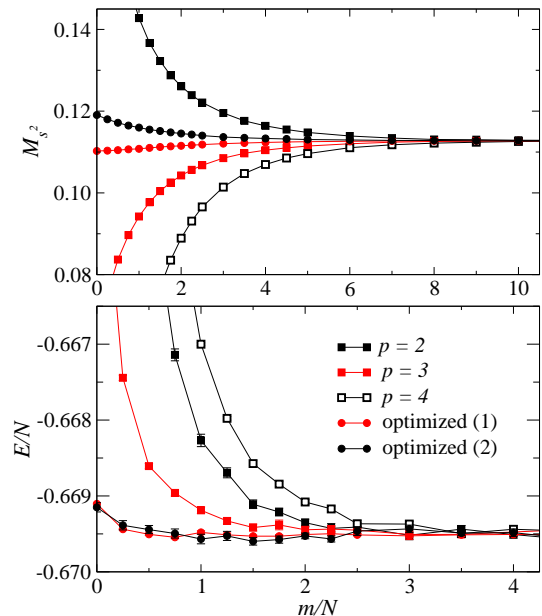 0.14
0.12
0.10
0.08
M_s^2
0 2 4 6 8 10
-0.667
-0.668
-0.669
-0.670
E/N
p = 2
p = 3
p = 4
optimized (1)
optimized (2)
0 1 2 3 4
m/N